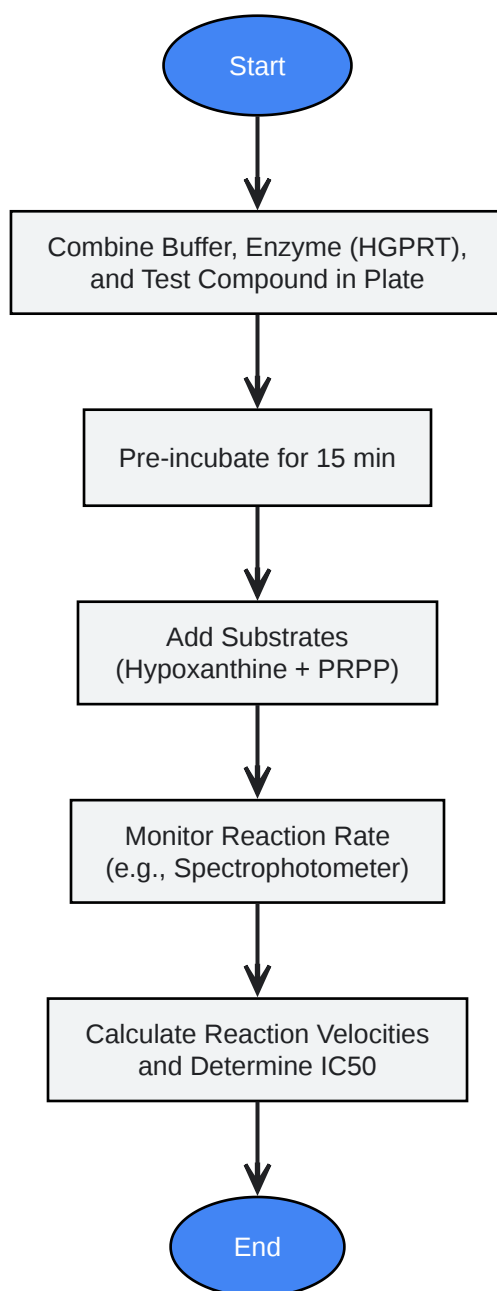 Start
Combine Buffer, Enzyme (HGPRT),
and Test Compound in Plate
Pre-incubate for 15 min
Add Substrates
(Hypoxanthine + PRPP)
Monitor Reaction Rate
(e.g., Spectrophotometer)
Calculate Reaction Velocities
and Determine IC50
End